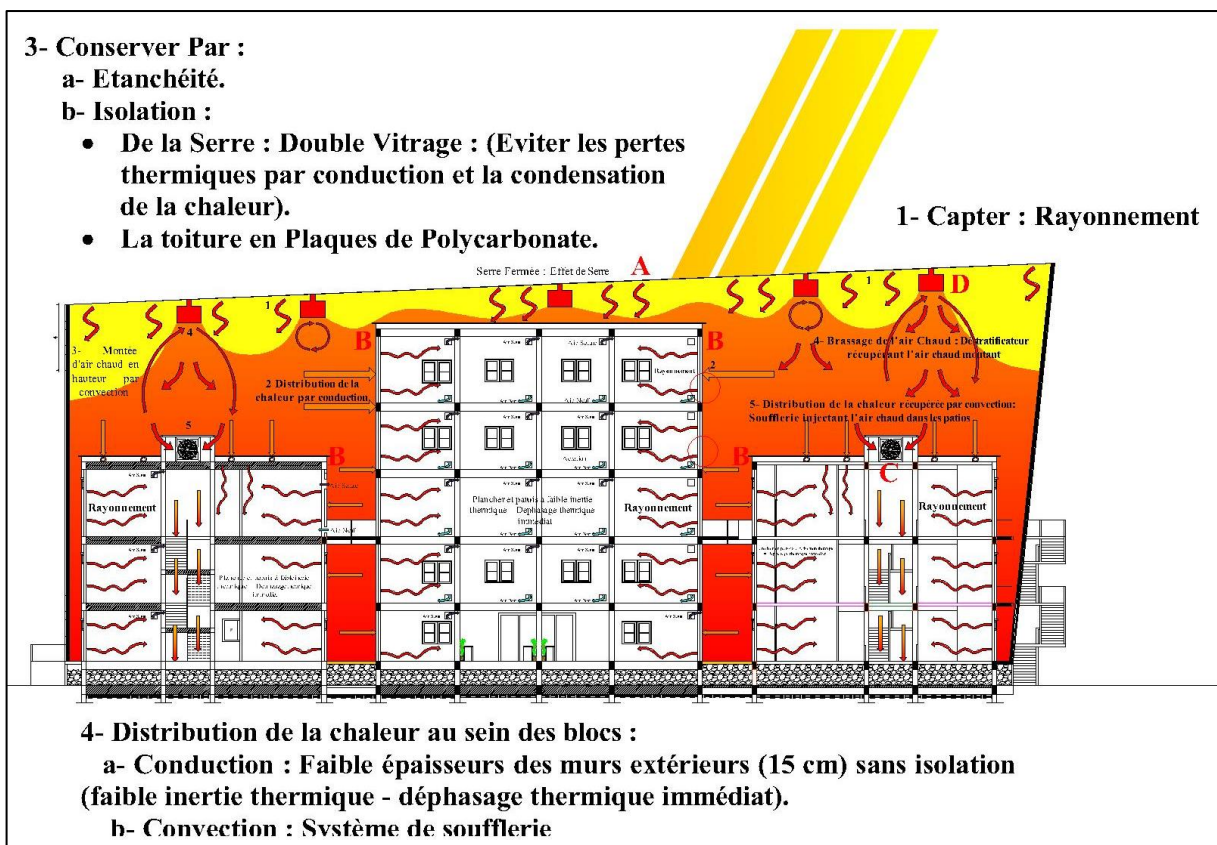 3- Conserver Par :
a- Etanchéité.
b- Isolation :
• De la Serre : Double Vitrage : (Eviter les pertes
thermiques par conduction et la condensation
de la chaleur).
• La toiture en Plaques de Polycarbonate.
1- Capter : Rayonnement
Serre Fermée : Effet de Serre
A
1
1
D
4
3- Montée
d'air chaud en
hauteur par
convection
B
B
4- Brassage de l'air Chaud : Déstratificateur
récupérant l'air chaud montant
2 Distribution de la
chaleur par conduction.
Rayonnement
2
5- Distribution de la chaleur récupérée par convection:
Soufflerie injectant l'air chaud dans les patios
5
B
B
C
Rayonnement
Plancher et parois à faible inertie
thermique Dephasage thermique
immédiat
Rayonnement
Rayonnement
4- Distribution de la chaleur au sein des blocs :
a- Conduction : Faible épaisseurs des murs extérieurs (15 cm) sans isolation
(faible inertie thermique - déphasage thermique immédiat).
b- Convection : Système de soufflerie